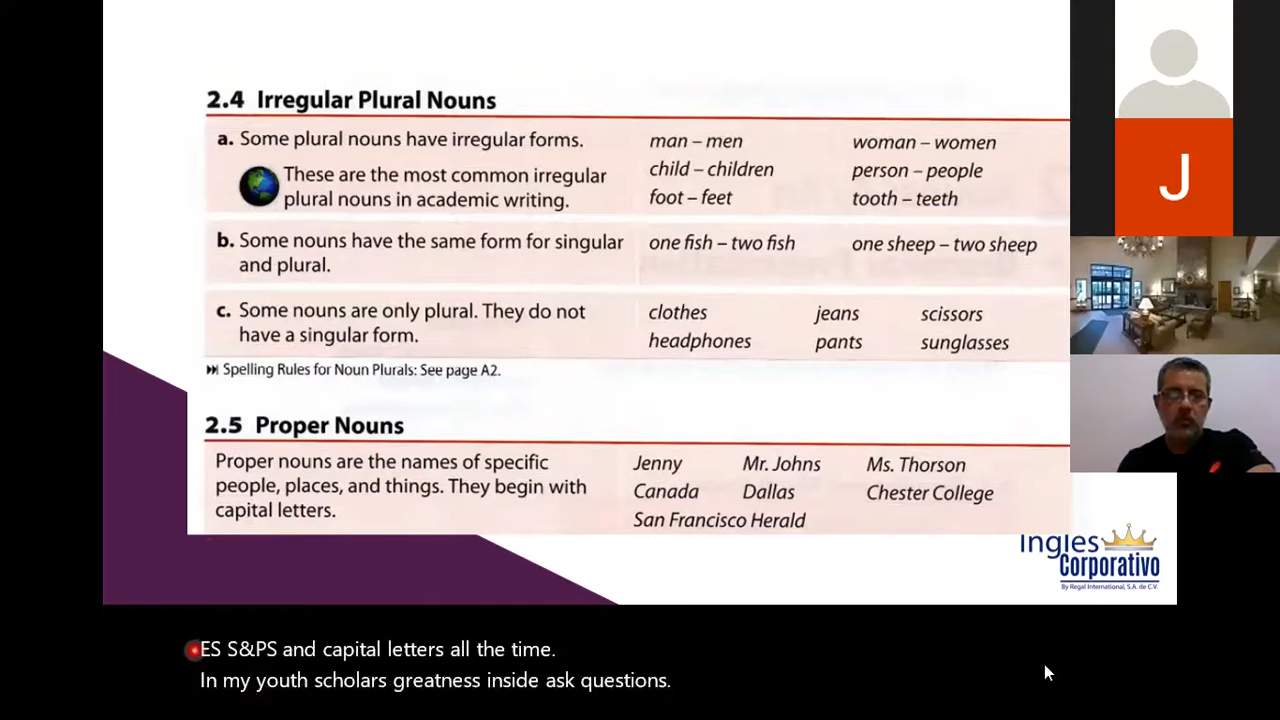 2.4 Irregular Plural Nouns
a. Some plural nouns have irregular forms.
These are the most common irregular
plural nouns in academic writing.
man – men
woman – women
child – children
person – people
foot – feet
tooth – teeth
b. Some nouns have the same form for singular
and plural.
one fish – two fish
one sheep – two sheep
c. Some nouns are only plural. They do not
have a singular form.
clothes
jeans
scissors
headphones
pants
sunglasses
Spelling Rules for Noun Plurals: See page A2.
2.5 Proper Nouns
Proper nouns are the names of specific
people, places, and things. They begin with
capital letters.
Jenny
Mr. Johns
Ms. Thorson
Canada
Dallas
Chester College
San Francisco Herald
J
Ingles
Corporativo
By Regal International, S.A. de C.V.
ES S&PS and capital letters all the time.
In my youth scholars greatness inside ask questions.